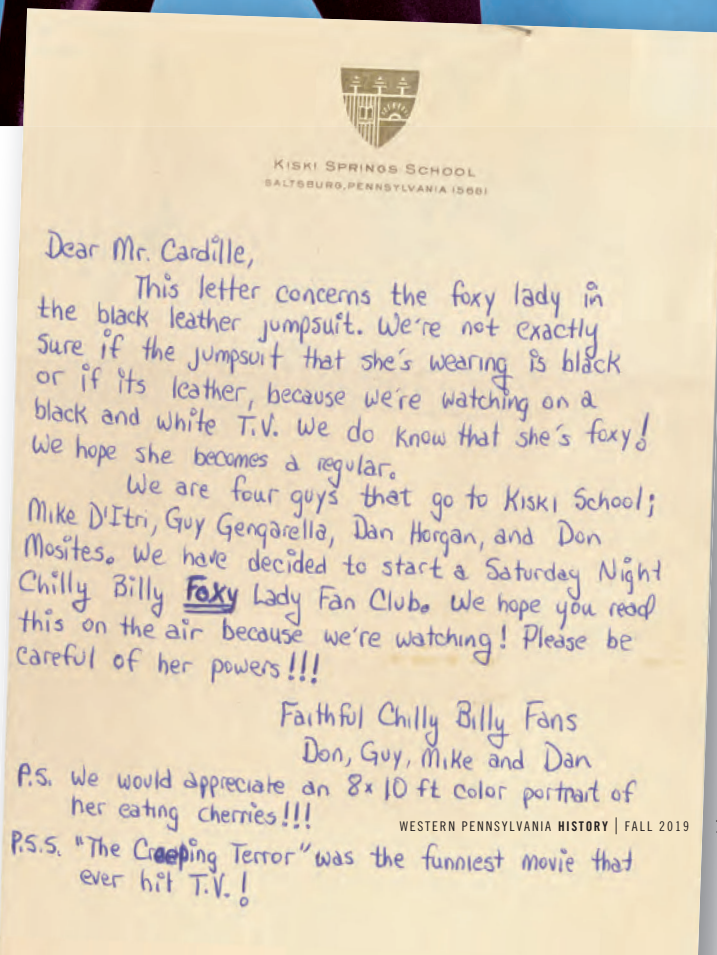 KISKI SPRINGS SCHOOL
SALTSBURG, PENNSYLVANIA 15681
Dear Mr. Cardille,
This letter concerns the foxy lady in
the black leather jumpsuit. We're not exactly
sure if the jumpsuit that she's wearing is black
or if its leather, because we're watching on a
black and white T.V. We do know that she's foxy!
We hope she becomes a regular.
We are four guys that go to Kiski School;
Mike D'Itri, Guy Gengarella, Dan Horgan, and Don
Mosites. We have decided to start a Saturday Night
Chilly Billy Foxy Lady Fan Club. We hope you read
this on the air because we're watching! Please be
careful of her powers!!!
Faithful Chilly Billy Fans
Don, Guy, Mike and Dan
P.S. We would appreciate an 8x10 ft color portrait of
her eating cherries!!!
P.S.S. "The Creeping Terror" was the funniest movie that
ever hit T.V.!
WESTERN PENNSYLVANIA HISTORY | FALL 2019